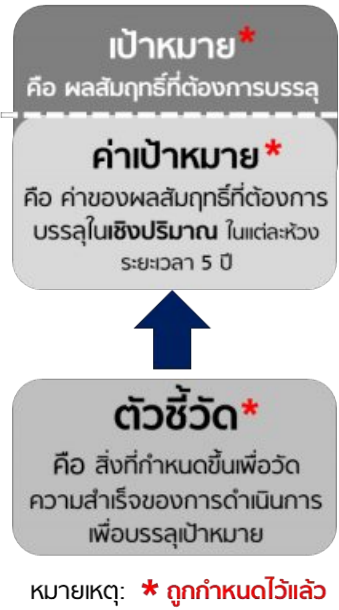 เป้าหมาย*
คือ ผลสัมฤทธิ์ที่ต้องการบรรลุ
ค่าเป้าหมาย*
คือ ค่าของผลสัมฤทธิ์ที่ต้องการ
บรรลุในเชิงปริมาณ ในแต่ละห้วง
ระยะเวลา 5 ปี
ตัวชี้วัด*
คือ สิ่งที่กำหนดขึ้นเพื่อวัด
ความสำเร็จของการดำเนินการ
เพื่อบรรลุเป้าหมาย
หมายเหตุ: * ถูกกำหนดไว้แล้ว